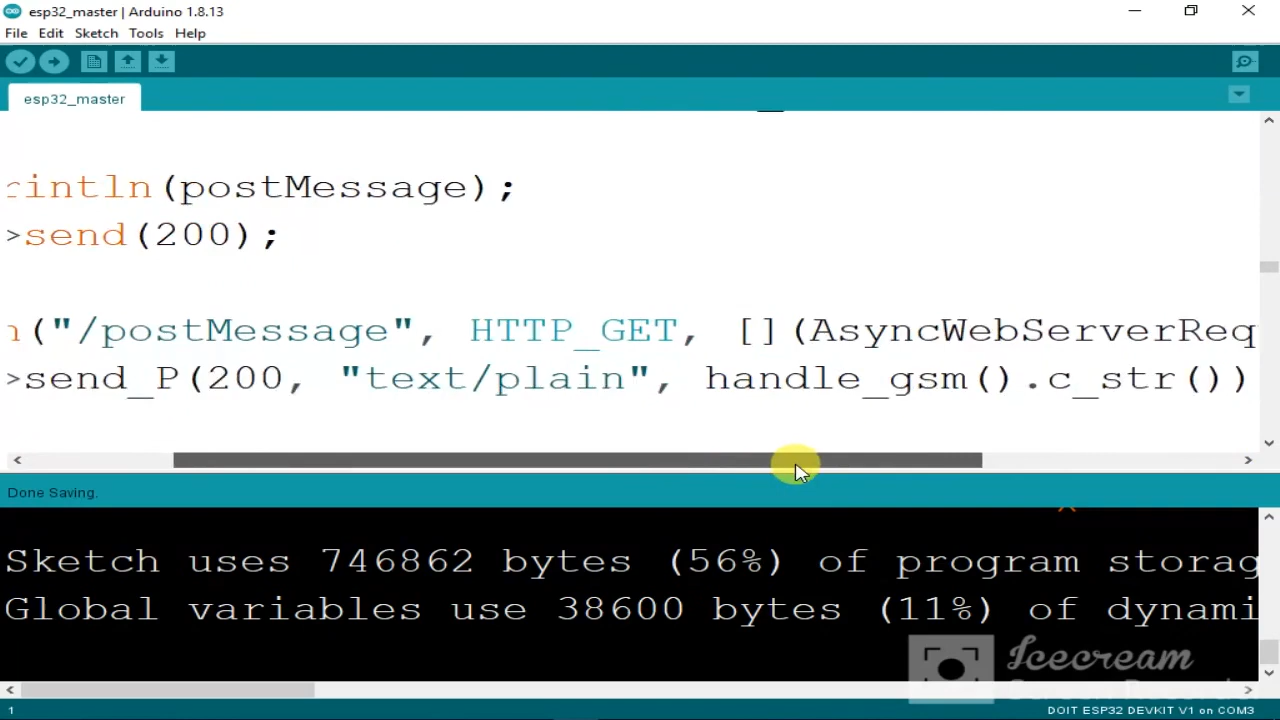 esp32_master | Arduino 1.8.13
File Edit Sketch Tools Help
esp32_master
rintln(postMessage);
>send(200);
n("/postMessage", HTTP_GET, [](AsyncWebServerReq
>send_P(200, "text/plain", handle_gsm().c_str())
Done Saving.
Sketch uses 746862 bytes (56%) of program storag
Global variables use 38600 bytes (11%) of dynami
Icecream
Screen Recorder
1
DOIT ESP32 DEVKIT V1 on COM3